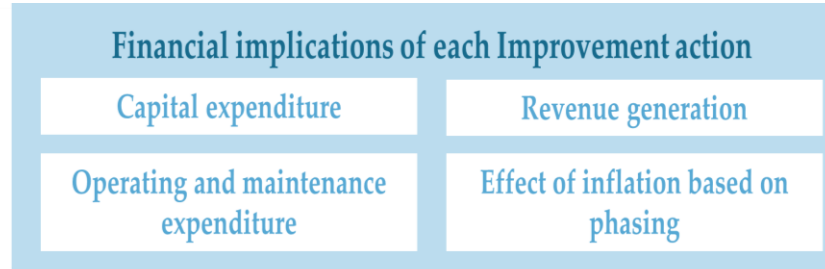 Financial implications of each Improvement action
Capital expenditure
Revenue generation
Operating and maintenance
expenditure
Effect of inflation based on
phasing